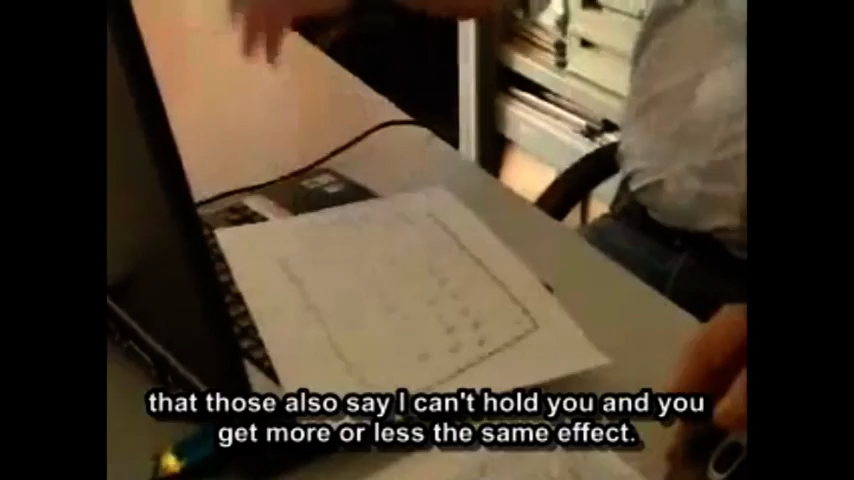 that those also say I can't hold you and you
get more or less the same effect.